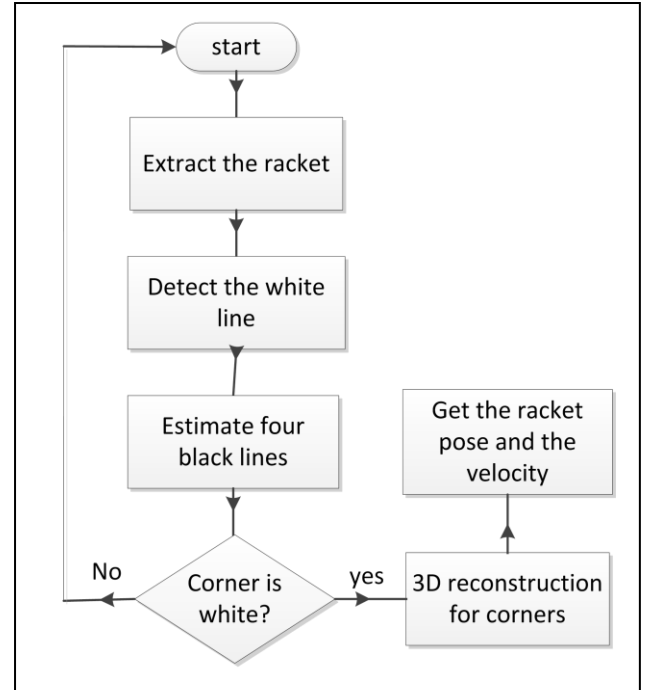 start
Extract the racket
Detect the white
line
Estimate four
black lines
Corner is
white?
No
yes
3D reconstruction
for corners
Get the racket
pose and the
velocity